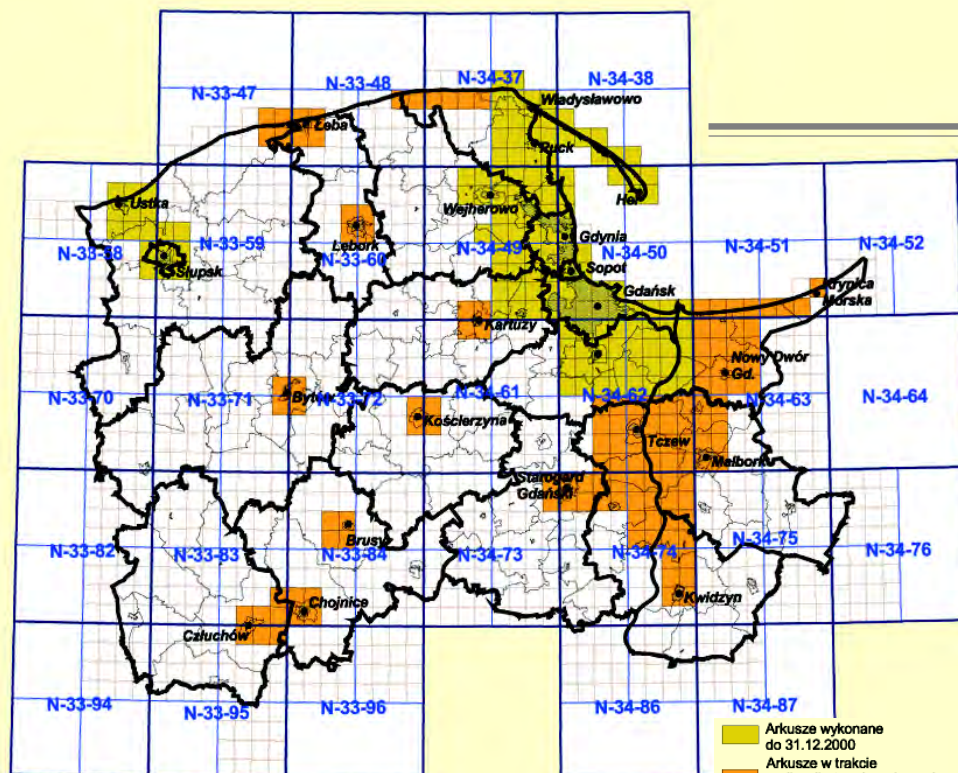 N-33-47
N-33-48
N-34-37
N-34-38
Władysławowo
Łeba
Puck
Ustka
Wejherowo
Hel
Lębork
Gdynia
N-33-58
N-33-59
N-33-60
N-34-49
N-34-50
N-34-51
N-34-52
Słupsk
Sopot
Gdańsk
Krynica
Morska
Kartuzy
Nowy Dwór
Gd.
N-33-70
N-33-71
Bytów
N-33-72
N-34-61
N-34-62
N-34-63
N-34-64
Kościerzyna
Tczew
Malbork
Starogard
Gdański
Brusy
N-33-82
N-33-83
N-33-84
N-34-73
N-34-74
N-34-75
N-34-76
Kwidzyn
Chojnice
Człuchów
N-33-94
N-33-95
N-33-96
N-34-86
N-34-87
Arkusze wykonane
do 31.12.2000
Arkusze w trakcie